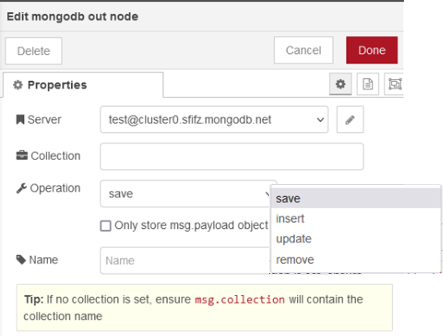 Edit mongodb out node
Delete
Cancel
Done
Properties
Server
test@cluster0.sfifz.mongodb.net
Collection
Operation
save
save
insert
update
remove
Only store msg.payload object
Name
Name
Tip: If no collection is set, ensure msg.collection will contain the
collection name